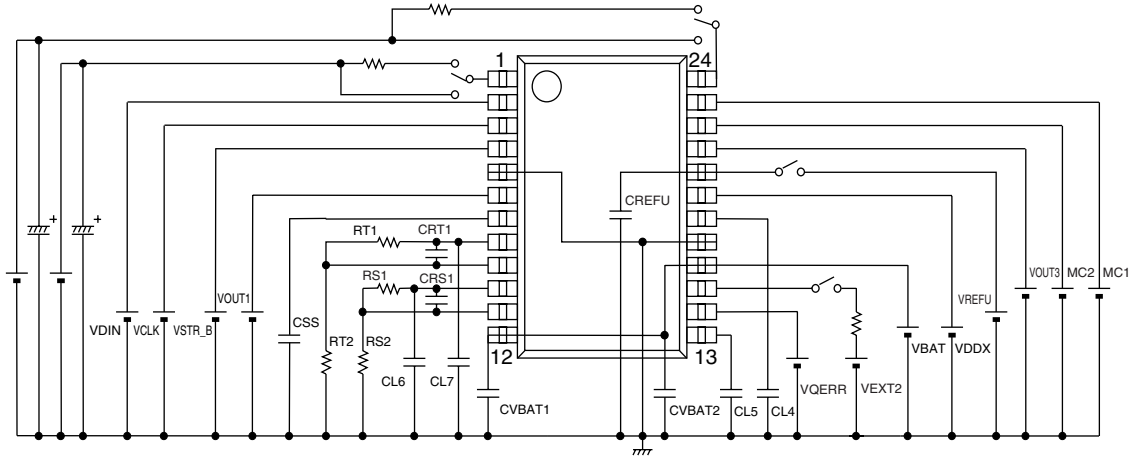 1
24
CREFU
RT1
CRT1
RS1
CRS1
VOUT1
VOUT3
MC2
MC1
VREFU
VDIN
VCLK
VSTR_B
CSS
RT2
RS2
12
13
VBAT
VDDX
CL6
CL7
VQERR
VEXT2
CVBAT1
CVBAT2
CL5
CL4
+
+